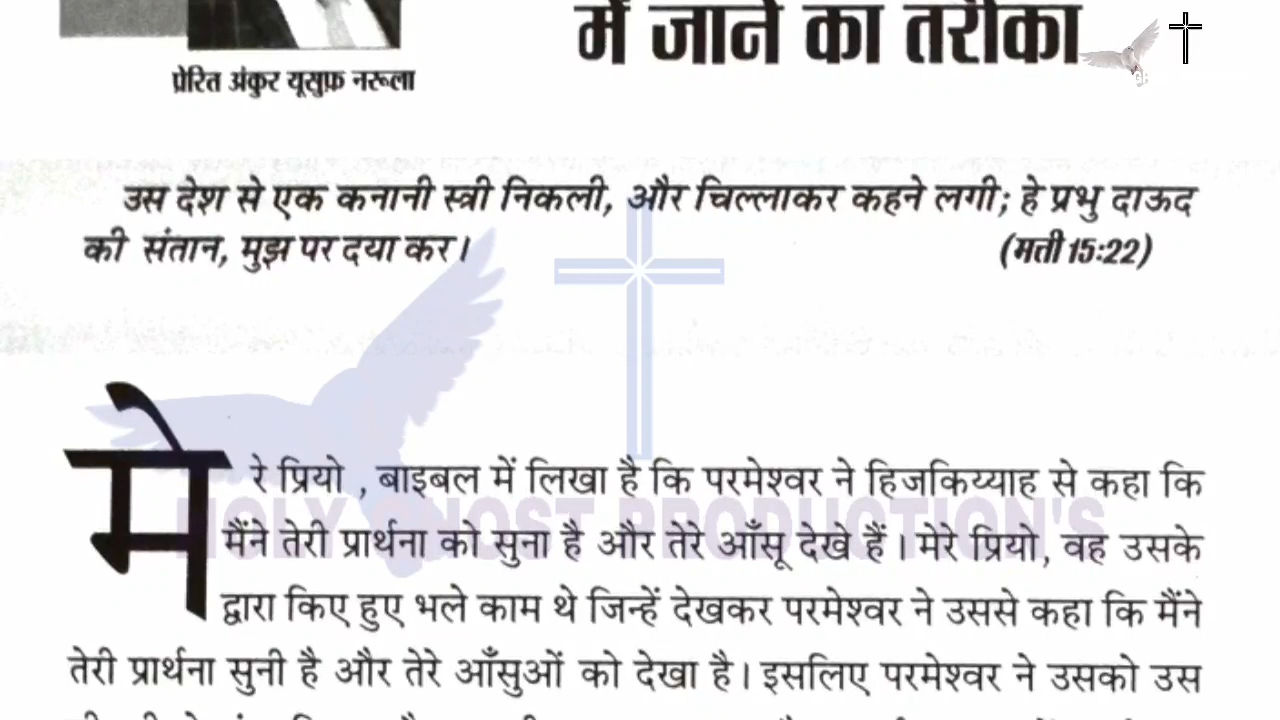 में जाने का तरीका
प्रेरित अंकुर यूसुफ़ नरूला
उस देश से एक कनानी स्त्री निकली, और चिल्लाकर कहने लगी; हे प्रभु दाऊद
की संतान, मुझ पर दया कर। (मती 15:22)
मेरे प्रियो , बाइबल में लिखा है कि परमेश्वर ने हिजकिय्याह से कहा कि
मैंने तेरी प्रार्थना को सुना है और तेरे आँसू देखे हैं। मेरे प्रियो, वह उसके
द्वारा किए हुए भले काम थे जिन्हें देखकर परमेश्वर ने उससे कहा कि मैंने
तेरी प्रार्थना सुनी है और तेरे आँसुओं को देखा है। इसलिए परमेश्वर ने उसको उस
HOLY GHOST PRODUCTION'S